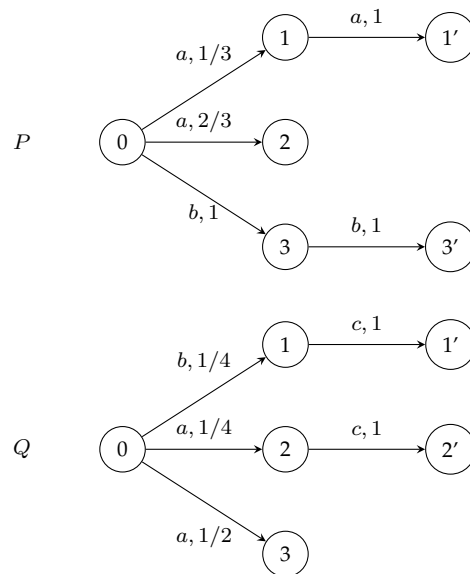 1
a, 1
1′
a, 1/3
P
0
a, 2/3
2
b, 1
3
b, 1
3′
1
c, 1
1′
b, 1/4
Q
0
a, 1/4
2
c, 1
2′
a, 1/2
3